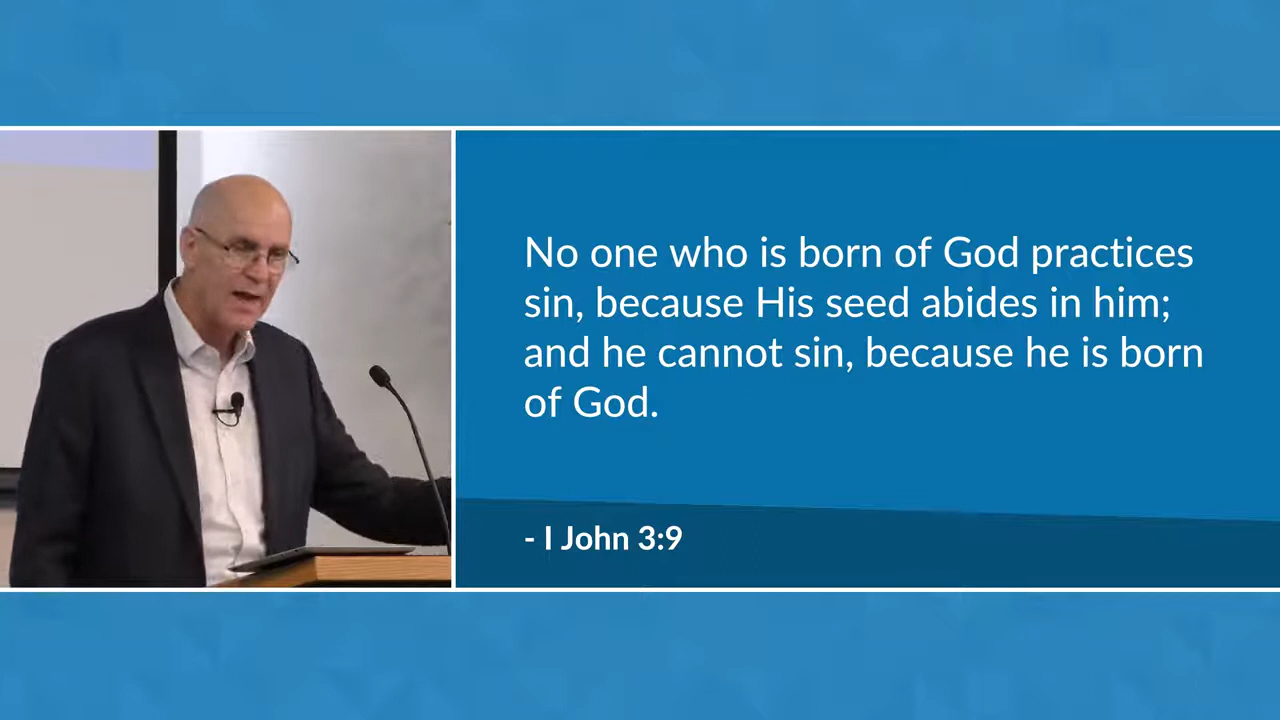 No one who is born of God practices
sin, because His seed abides in him;
and he cannot sin, because he is born
of God.
- I John 3:9